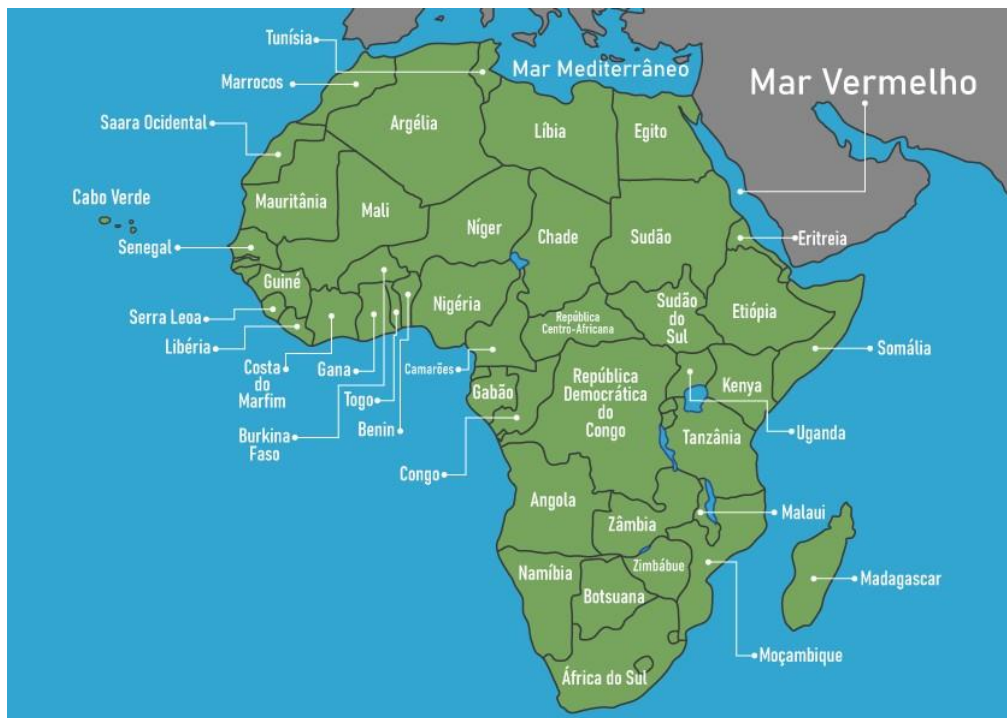 Tunísia
Mar Mediterrâneo
Mar Vermelho
Marrocos
Argélia
Líbia
Egito
Saara Ocidental
Cabo Verde
Mauritânia
Mali
Níger
Chade
Sudão
Eritreia
Senegal
Guiné
Nigéria
República
Centro-Africana
Sudão
do
Sul
Etiópia
Serra Leoa
Libéria
Somália
Costa
do
Marfim
Gana
Camarões
Gabão
República
Democrática
do
Congo
Kenya
Togo
Burkina
Faso
Benin
Tanzânia
Uganda
Congo
Angola
Zâmbia
Malaui
Namíbia
Zimbábue
Botsuana
Madagascar
Moçambique
África do Sul